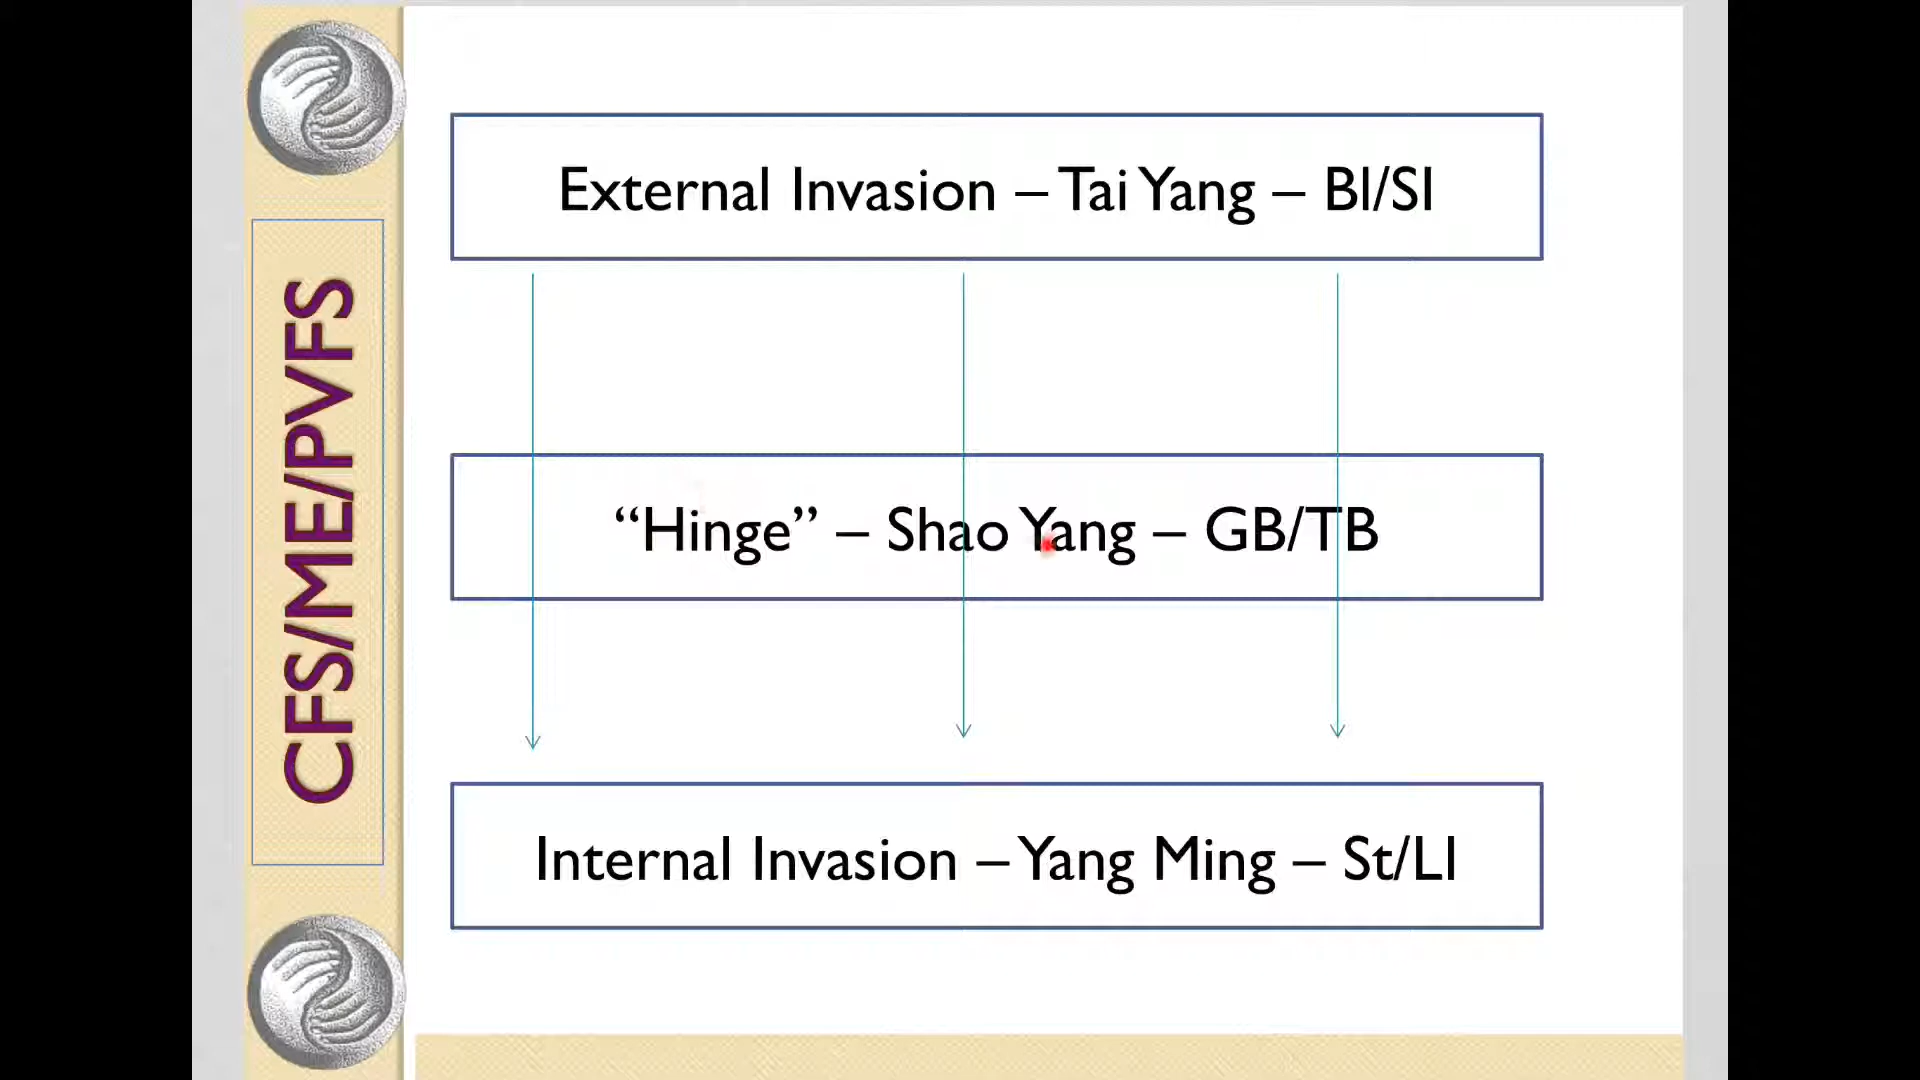 CFS/ME/PVFS
External Invasion – Tai Yang – Bl/SI
“Hinge” – Shao Yang – GB/TB
Internal Invasion – Yang Ming – St/LI